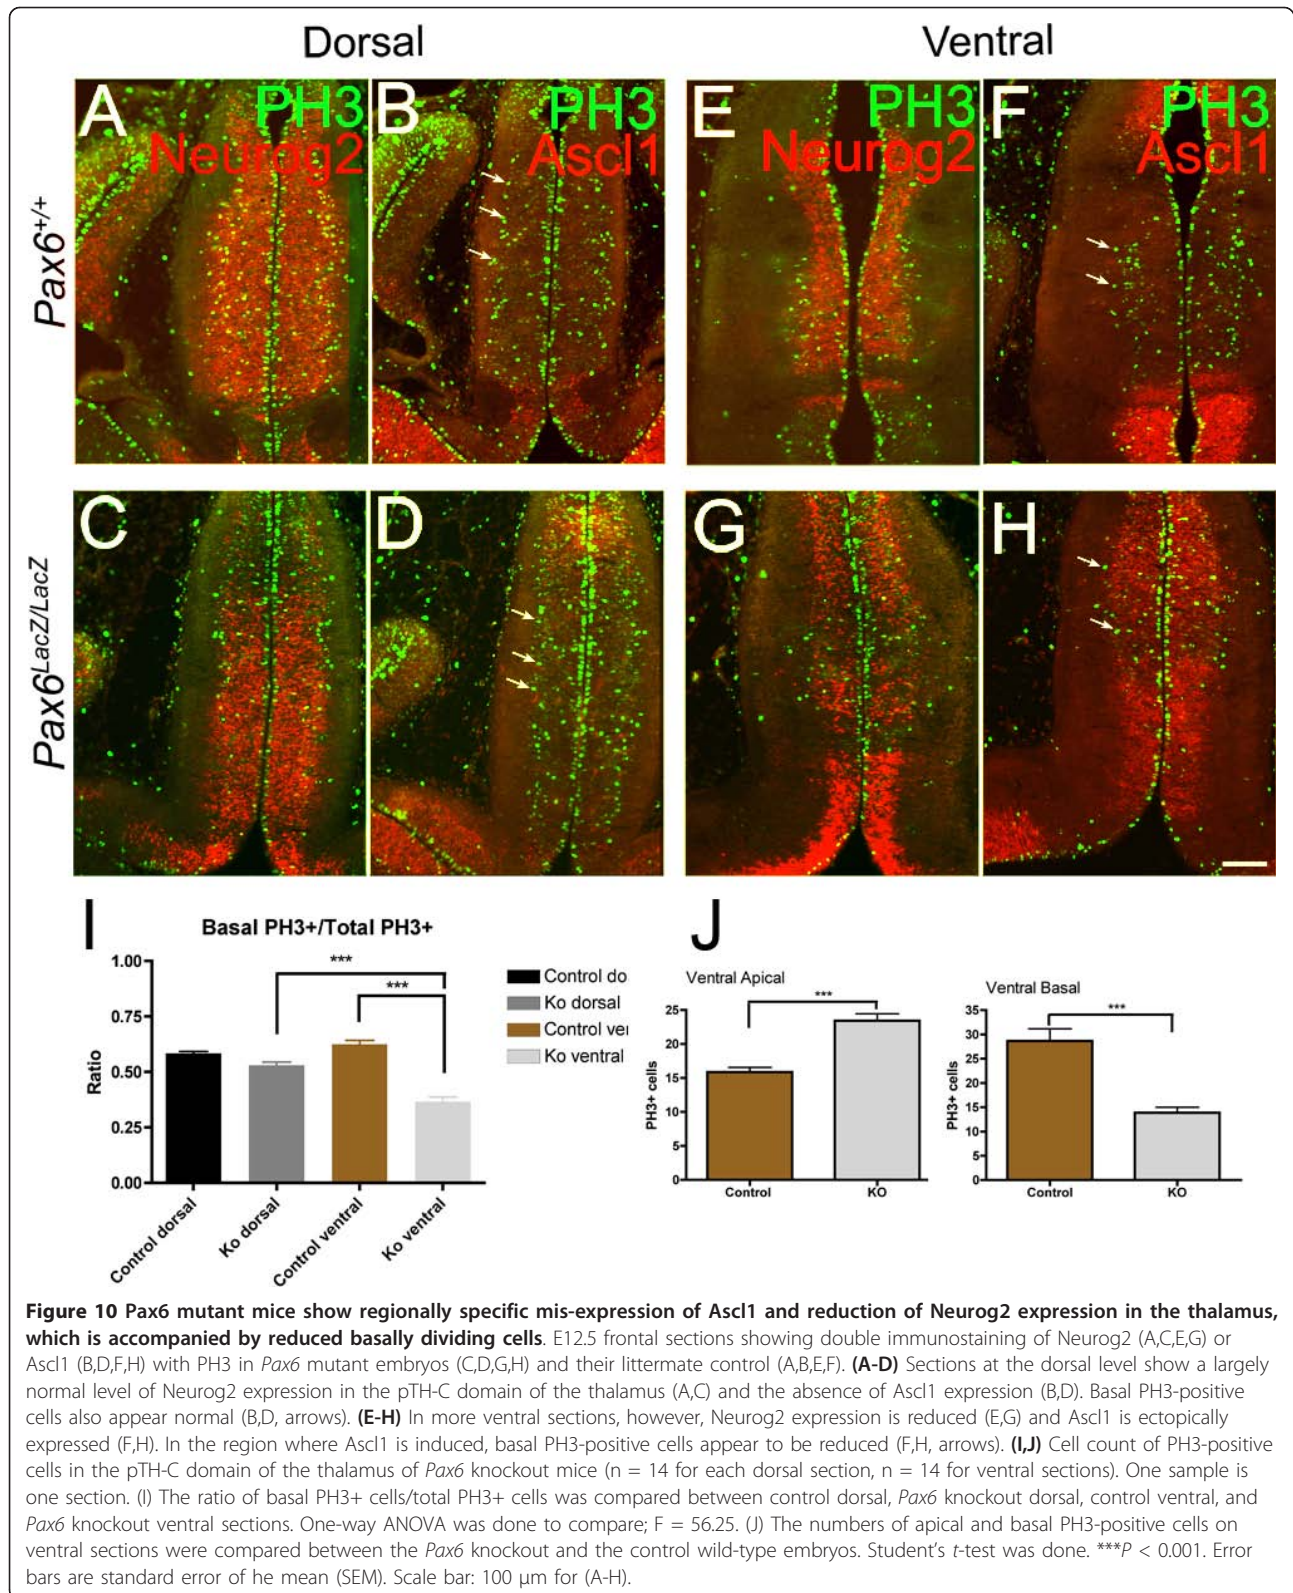 Dorsal
Ventral
A
PH3
Neurog2
B
PH3
Ascl1
E
PH3
Neurog2
F
PH3
Ascl1
Pax6+/+
C
D
G
H
Pax6LacZ/LacZ
I
Basal PH3+/Total PH3+
Ratio
1.00
0.75
0.50
0.25
0.00
***
***
Control dorsal
Ko dorsal
Control ventral
Ko ventral
Control do
Ko dorsal
Control ver
Ko ventral
J
Ventral Apical
PH3+ cells
25
20
15
10
5
0
***
Control
KO
Ventral Basal
PH3+ cells
35
30
25
20
15
10
5
0
***
Control
KO
Figure 10 Pax6 mutant mice show regionally specific mis-expression of Ascl1 and reduction of Neurog2 expression in the thalamus,
which is accompanied by reduced basally dividing cells. E12.5 frontal sections showing double immunostaining of Neurog2 (A,C,E,G) or
Ascl1 (B,D,F,H) with PH3 in Pax6 mutant embryos (C,D,G,H) and their littermate control (A,B,E,F). (A-D) Sections at the dorsal level show a largely
normal level of Neurog2 expression in the pTH-C domain of the thalamus (A,C) and the absence of Ascl1 expression (B,D). Basal PH3-positive
cells also appear normal (B,D, arrows). (E-H) In more ventral sections, however, Neurog2 expression is reduced (E,G) and Ascl1 is ectopically
expressed (F,H). In the region where Ascl1 is induced, basal PH3-positive cells appear to be reduced (F,H, arrows). (I,J) Cell count of PH3-positive
cells in the pTH-C domain of the thalamus of Pax6 knockout mice (n = 14 for each dorsal section, n = 14 for ventral sections). One sample is
one section. (I) The ratio of basal PH3+ cells/total PH3+ cells was compared between control dorsal, Pax6 knockout dorsal, control ventral, and
Pax6 knockout ventral sections. One-way ANOVA was done to compare; F = 56.25. (J) The numbers of apical and basal PH3-positive cells on
ventral sections were compared between the Pax6 knockout and the control wild-type embryos. Student's t-test was done. ***P < 0.001. Error
bars are standard error of he mean (SEM). Scale bar: 100 μm for (A-H).